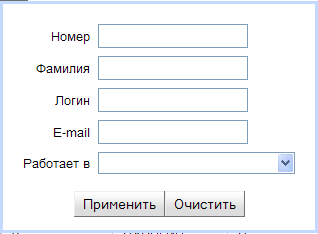 Номер
Фамилия
Логин
E-mail
Работает в
Применить Очистить